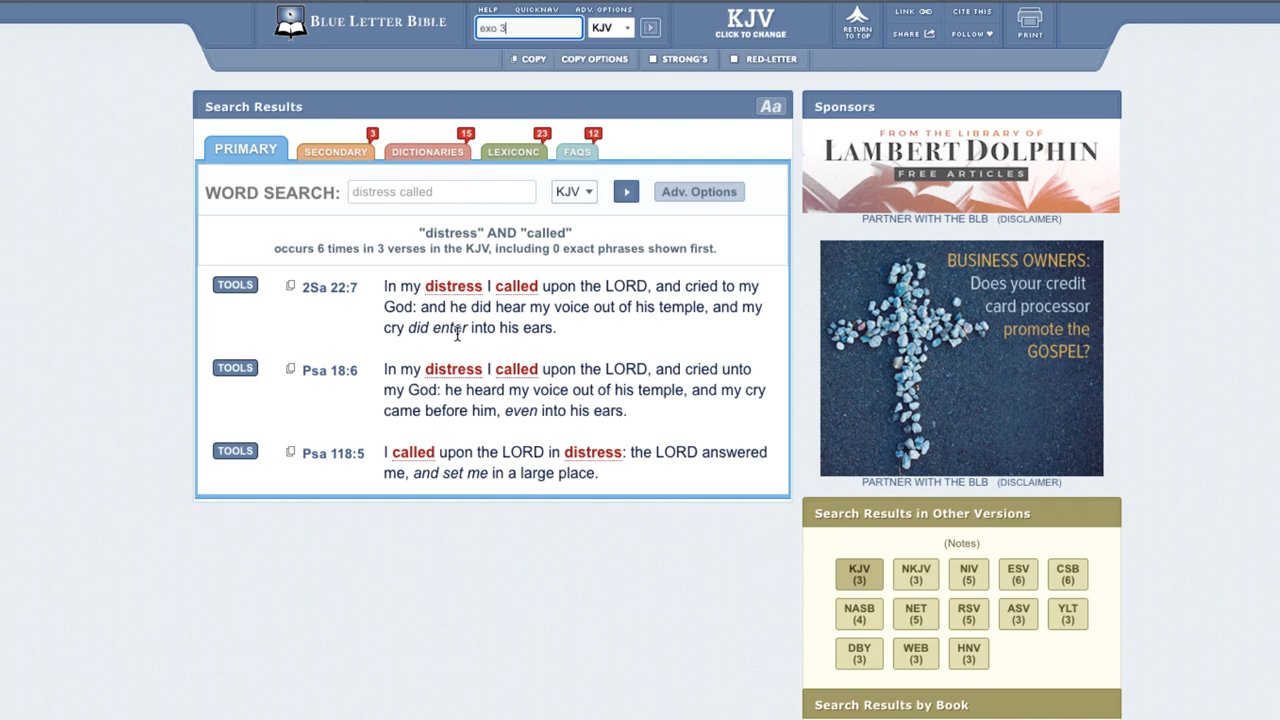 HELP QUICKNAV ADV. OPTIONS
BLUE LETTER BIBLE
exo 3
KJV
KJV
CLICK TO CHANGE
RETURN
TO TOP
LINK
CITE THIS
SHARE
FOLLOW
PRINT
COPY
COPY OPTIONS
STRONG'S
RED-LETTER
Search Results
Aa
PRIMARY
SECONDARY 3
DICTIONARIES 15
LEXICONC 23
FAQS 12
WORD SEARCH: distress called KJV Adv. Options
"distress" AND "called"
occurs 6 times in 3 verses in the KJV, including 0 exact phrases shown first.
TOOLS 2Sa 22:7 In my distress I called upon the LORD, and cried to my
God: and he did hear my voice out of his temple, and my
cry did enter into his ears.
TOOLS Psa 18:6 In my distress I called upon the LORD, and cried unto
my God: he heard my voice out of his temple, and my cry
came before him, even into his ears.
TOOLS Psa 118:5 I called upon the LORD in distress: the LORD answered
me, and set me in a large place.
Sponsors
FROM THE LIBRARY OF
LAMBERT DOLPHIN
FREE ARTICLES
PARTNER WITH THE BLB (DISCLAIMER)
BUSINESS OWNERS:
Does your credit
card processor
promote the
GOSPEL?
PARTNER WITH THE BLB (DISCLAIMER)
Search Results in Other Versions
(Notes)
KJV NKJV NIV ESV CSB
(3) (3) (5) (6) (6)
NASB NET RSV ASV YLT
(4) (5) (5) (3) (3)
DBY WEB HNV
(3) (3) (3)
Search Results by Book